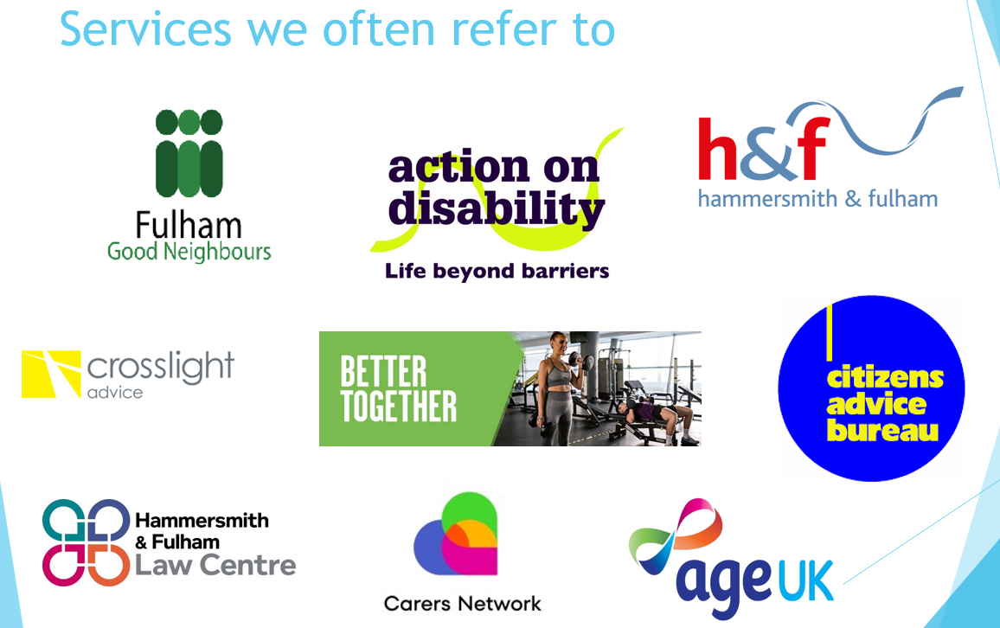 Services we often refer to
Fulham
Good Neighbours
action on
disability
Life beyond barriers
h&f
hammersmith & fulham
crosslight
advice
BETTER
TOGETHER
citizens
advice
bureau
Hammersmith
& Fulham
Law Centre
Carers Network
age UK